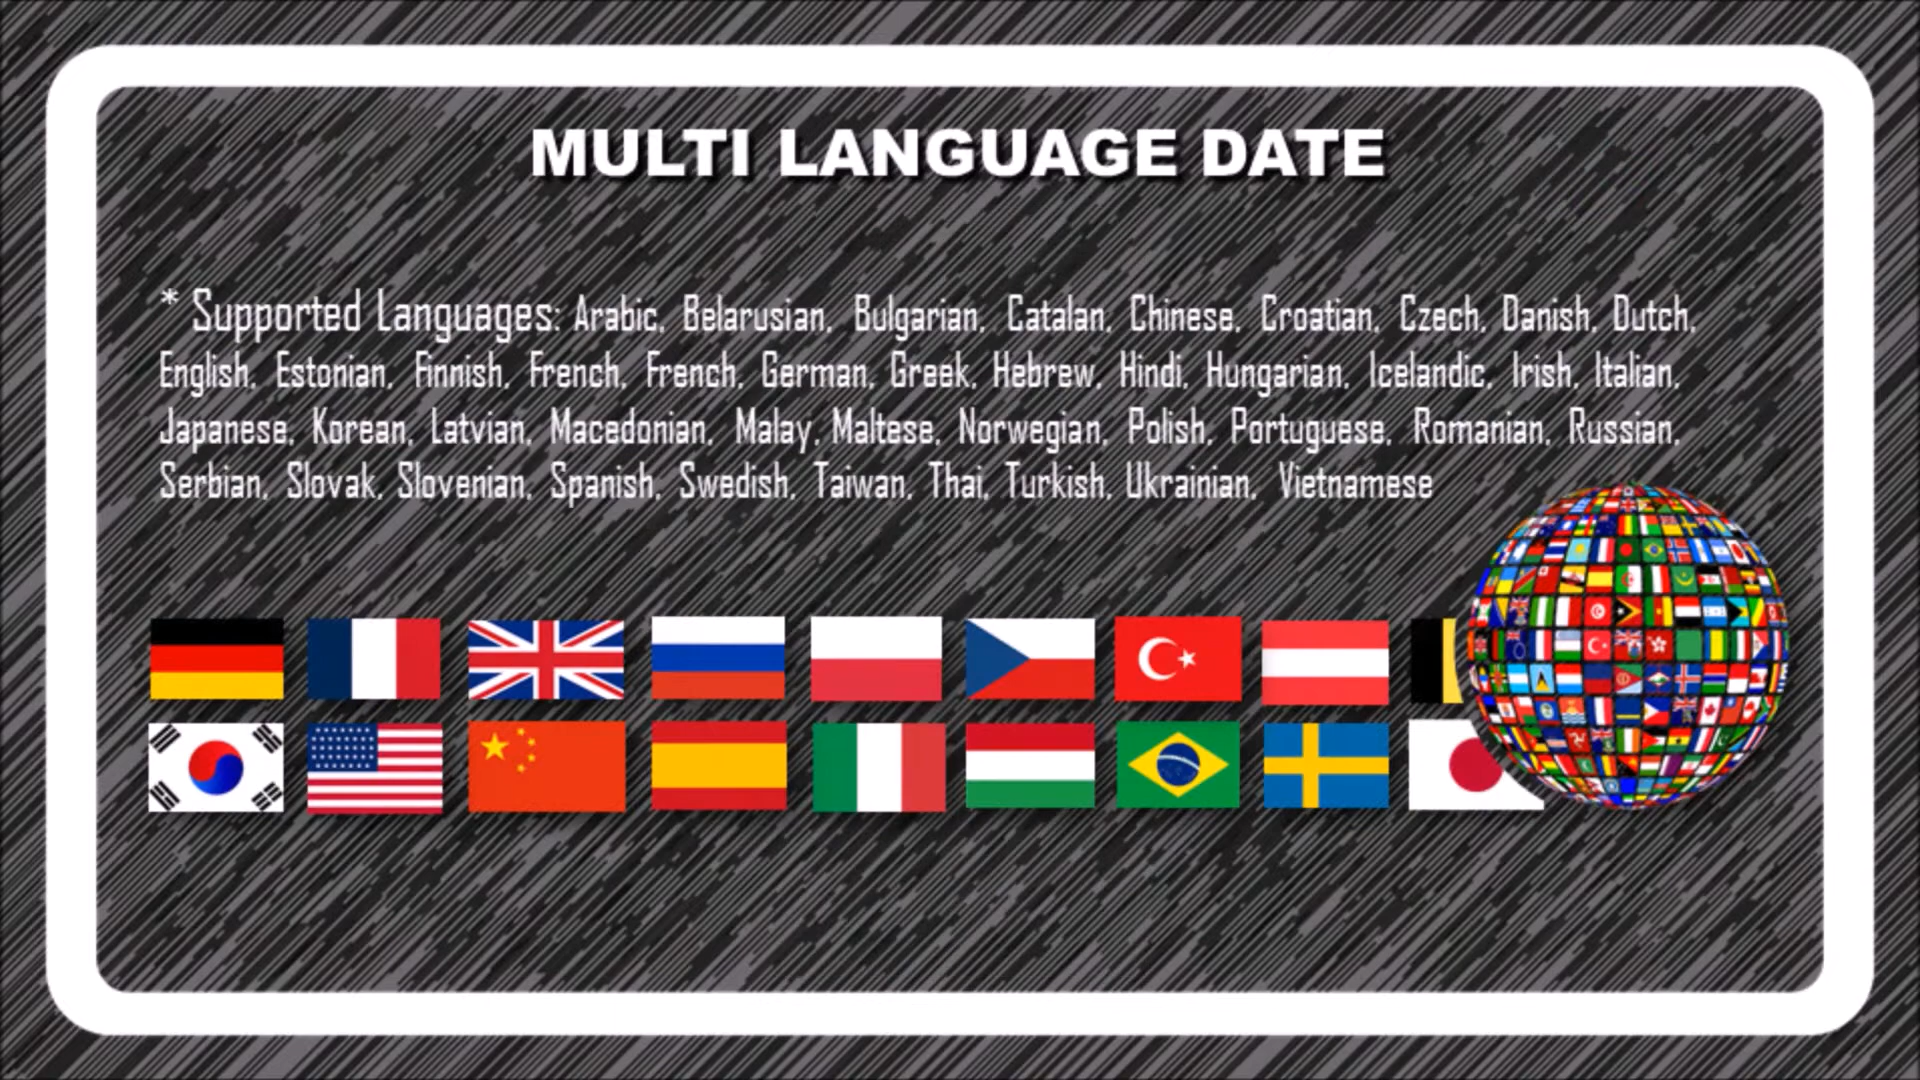 MULTI LANGUAGE DATE
* Supported Languages: Arabic, Belarusian, Bulgarian, Catalan, Chinese, Croatian, Czech, Danish, Dutch,
English, Estonian, Finnish, French, French, German, Greek, Hebrew, Hindi, Hungarian, Icelandic, Irish, Italian,
Japanese, Korean, Latvian, Macedonian, Malay, Maltese, Norwegian, Polish, Portuguese, Romanian, Russian,
Serbian, Slovak, Slovenian, Spanish, Swedish, Taiwan, Thai, Turkish, Ukrainian, Vietnamese